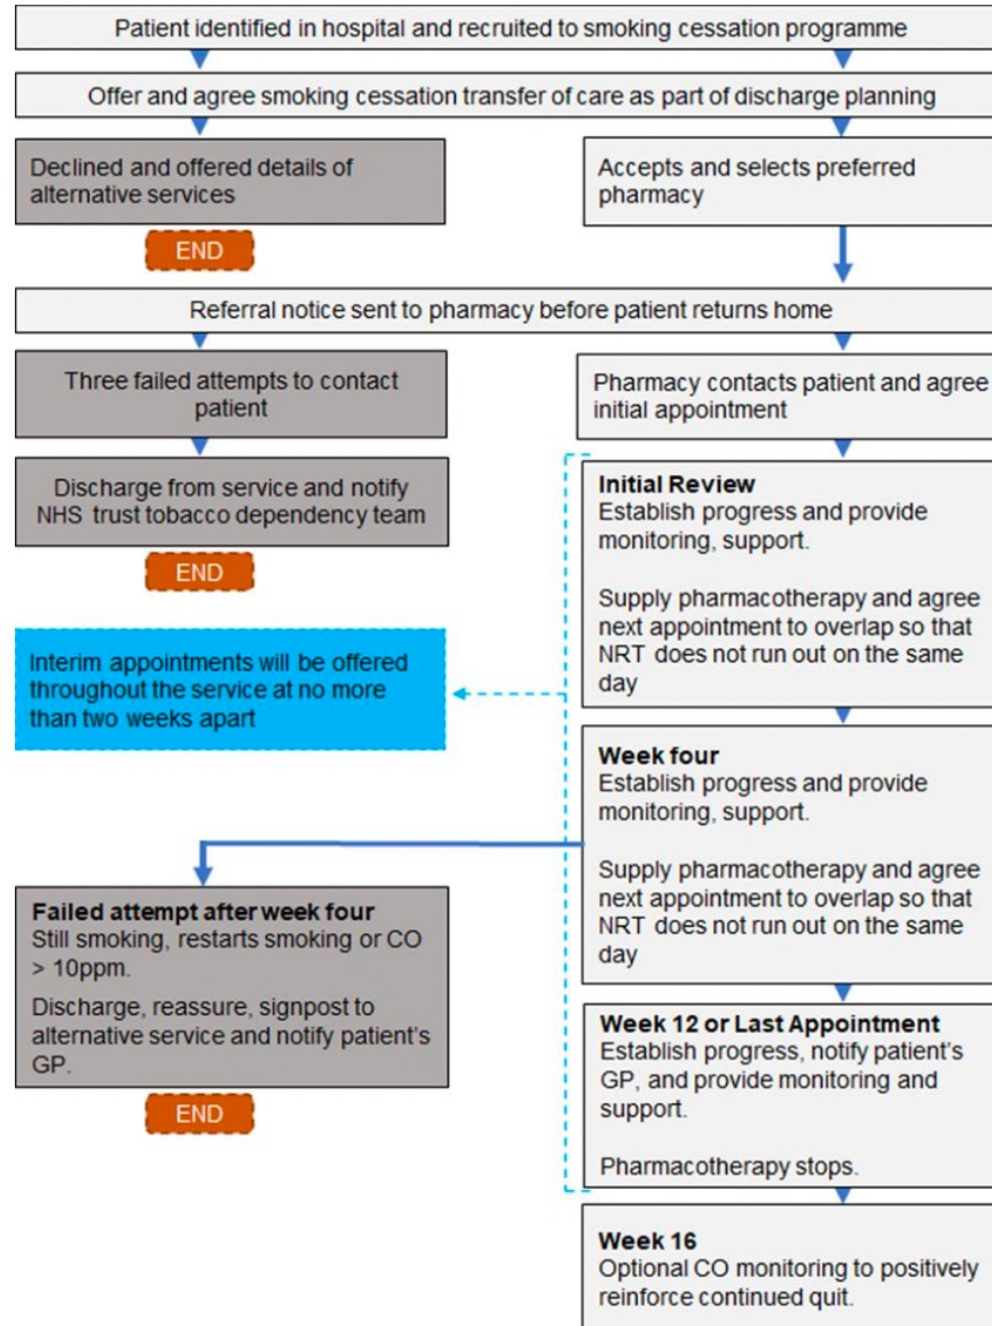 Patient identified in hospital and recruited to smoking cessation programme
Offer and agree smoking cessation transfer of care as part of discharge planning
Declined and offered details of
alternative services
END
Accepts and selects preferred
pharmacy
Referral notice sent to pharmacy before patient returns home
Three failed attempts to contact
patient
Discharge from service and notify
NHS trust tobacco dependency team
END
Pharmacy contacts patient and agree
initial appointment
Initial Review
Establish progress and provide
monitoring, support.
Supply pharmacotherapy and agree
next appointment to overlap so that
NRT does not run out on the same
day
Interim appointments will be offered
throughout the service at no more
than two weeks apart
Week four
Establish progress and provide
monitoring, support.
Supply pharmacotherapy and agree
next appointment to overlap so that
NRT does not run out on the same
day
Failed attempt after week four
Still smoking, restarts smoking or CO
> 10ppm.
Discharge, reassure, signpost to
alternative service and notify patient's
GP.
END
Week 12 or Last Appointment
Establish progress, notify patient's
GP, and provide monitoring and
support.
Pharmacotherapy stops.
Week 16
Optional CO monitoring to positively
reinforce continued quit.